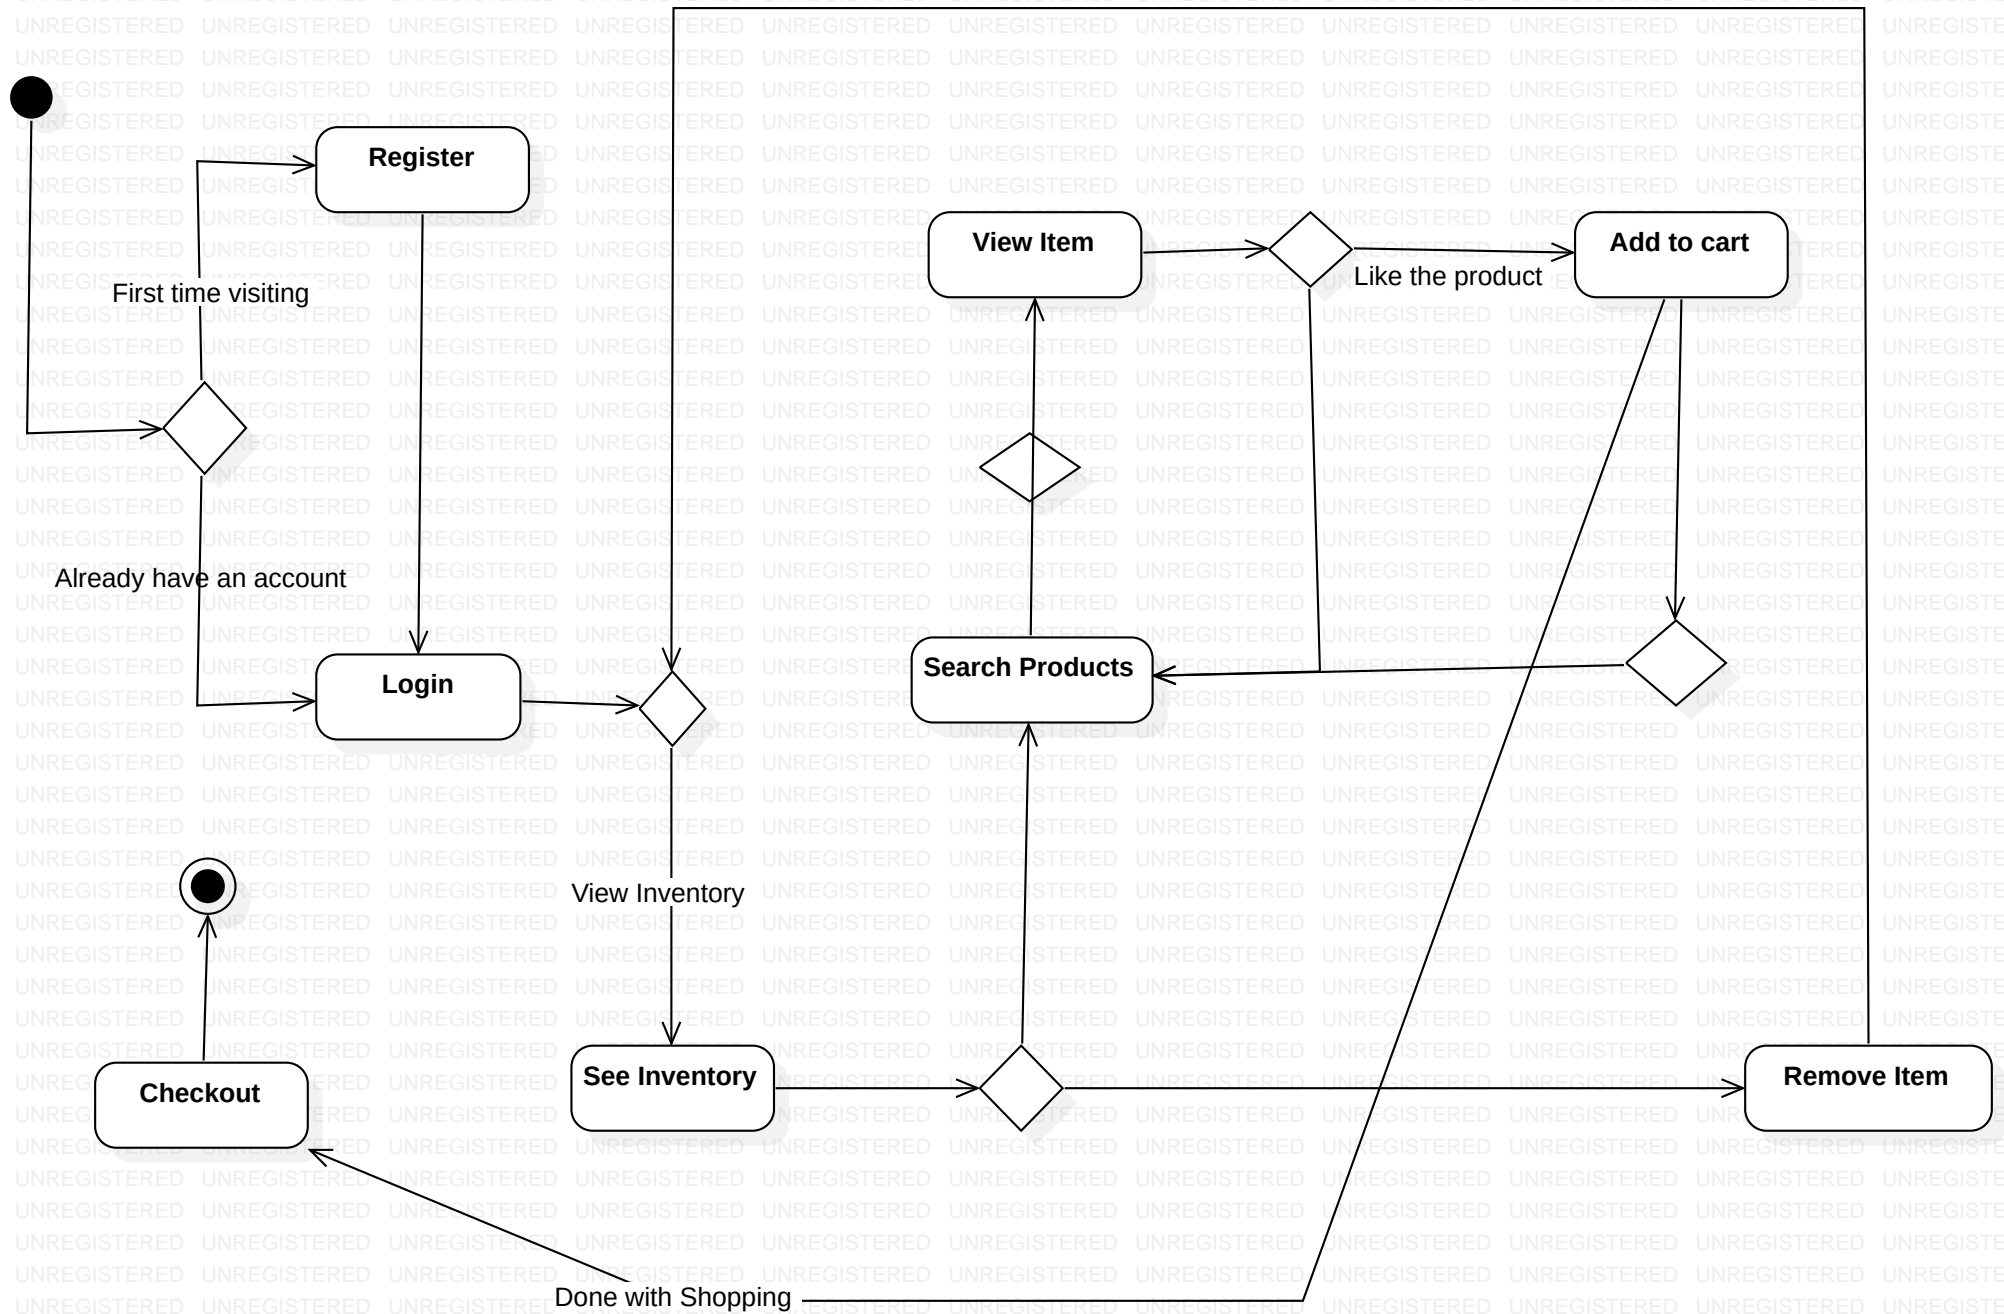 Register
First time visiting
View Item
Like the product
Add to cart
Already have an account
Login
Search Products
View Inventory
Checkout
See Inventory
Remove Item
Done with Shopping
UNREGISTERED